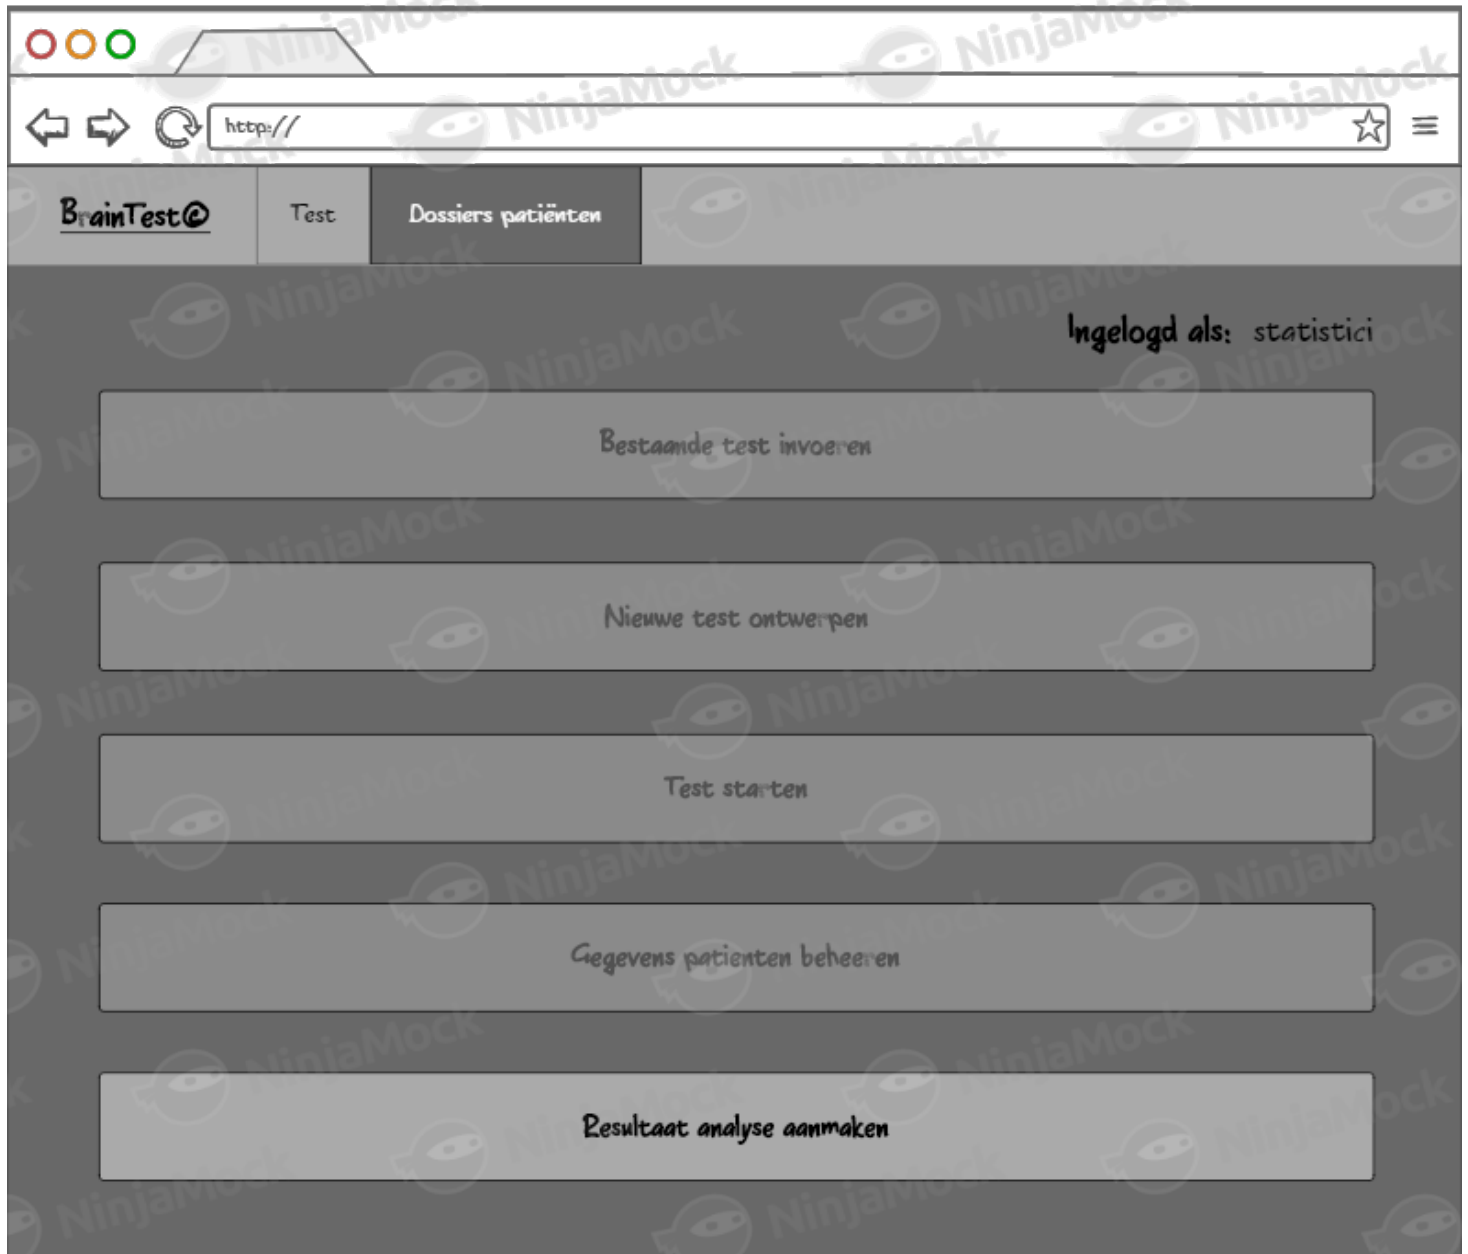 http://
BrainTest©
Test
Dossiers patiënten
Ingelogd als: statistici
Bestaande test invoeren
Nieuwe test ontwerpen
Test starten
Gegevens patienten beheeren
Resultaat analyse aanmaken
NinjaMock